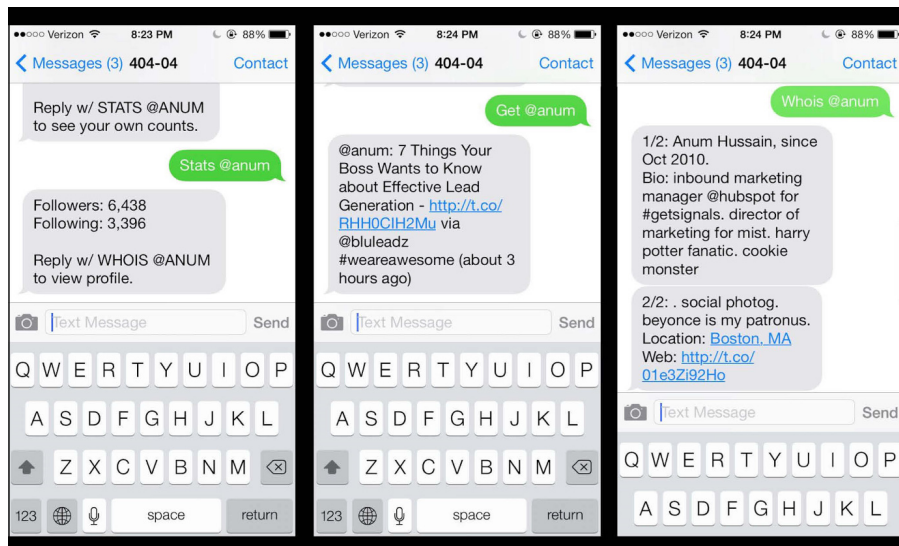 Verizon 8:23 PM 88%
Messages (3) 404-04 Contact
Reply w/ STATS @ANUM
to see your own counts.
Stats @anum
Followers: 6,438
Following: 3,396
Reply w/ WHOIS @ANUM
to view profile.
Text Message Send
Q W E R T Y U I O P
A S D F G H J K L
Z X C V B N M
123 space return
Verizon 8:24 PM 88%
Messages (3) 404-04 Contact
Get @anum
@anum: 7 Things Your
Boss Wants to Know
about Effective Lead
Generation - http://t.co/
RHH0CIH2Mu via
@bluleadz
#weareawesome (about 3
hours ago)
Text Message Send
Q W E R T Y U I O P
A S D F G H J K L
Z X C V B N M
123 space return
Verizon 8:24 PM 88%
Messages (3) 404-04 Contact
Whois @anum
1/2: Anum Hussain, since
Oct 2010.
Bio: inbound marketing
manager @hubspot for
#getsignals. director of
marketing for mist. harry
potter fanatic. cookie
monster
2/2: . social photog.
beyonce is my patronus.
Location: Boston, MA
Web: http://t.co/
01e3Zi92Ho
Text Message Send
Q W E R T Y U I O P
A S D F G H J K L